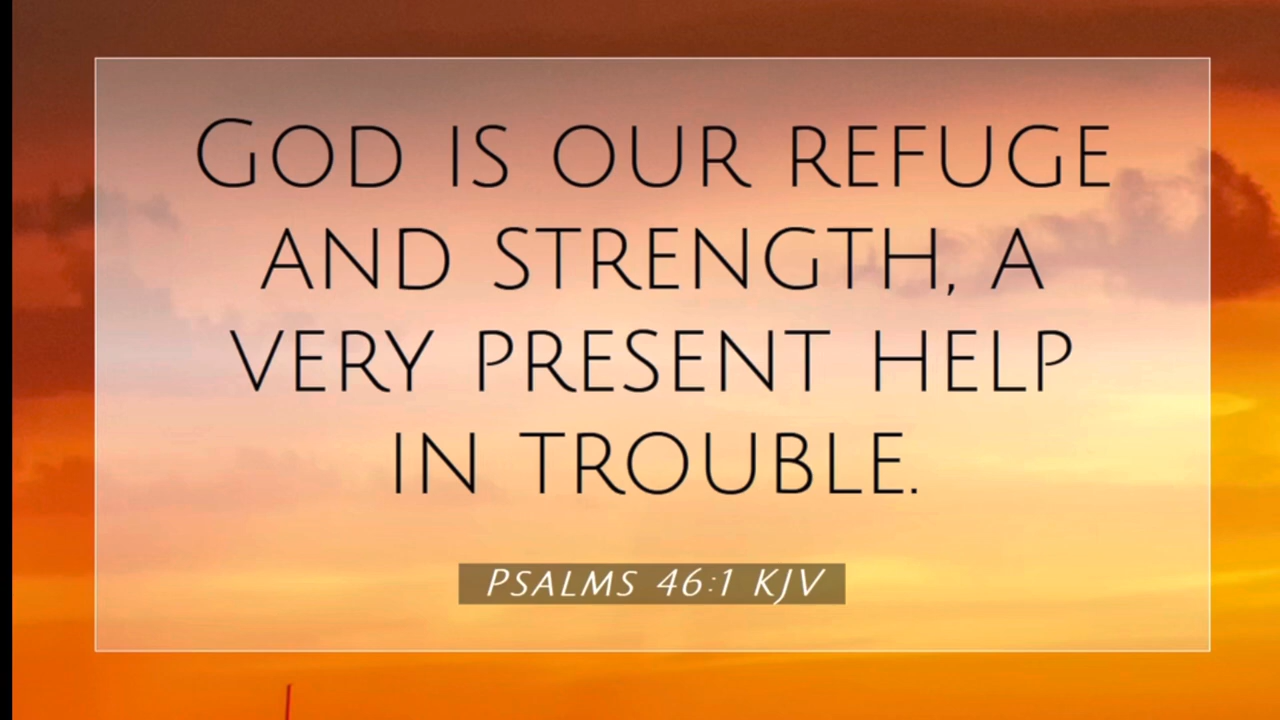 God is our refuge
and strength, a
very present help
in trouble.
Psalms 46:1 KJV